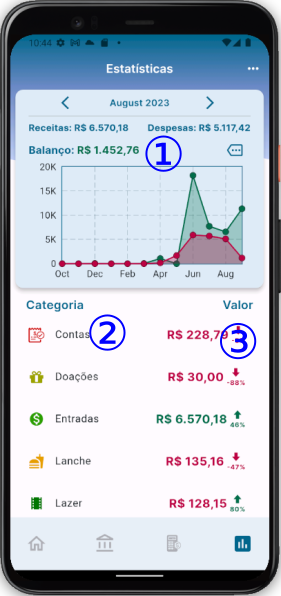 10:44
Estatísticas
August 2023
Receitas: R$ 6.570,18 Despesas: R$ 5.117,42
Balanço: R$ 1.452,76 1
20K
15K
10K
5K
0
Oct Dec Feb Apr Jun Aug
Categoria Valor
Contas 2 R$ 228,79 3
Doações R$ 30,00 -88%
Entradas R$ 6.570,18 46%
Lanche R$ 135,16 -47%
Lazer R$ 128,15 80%